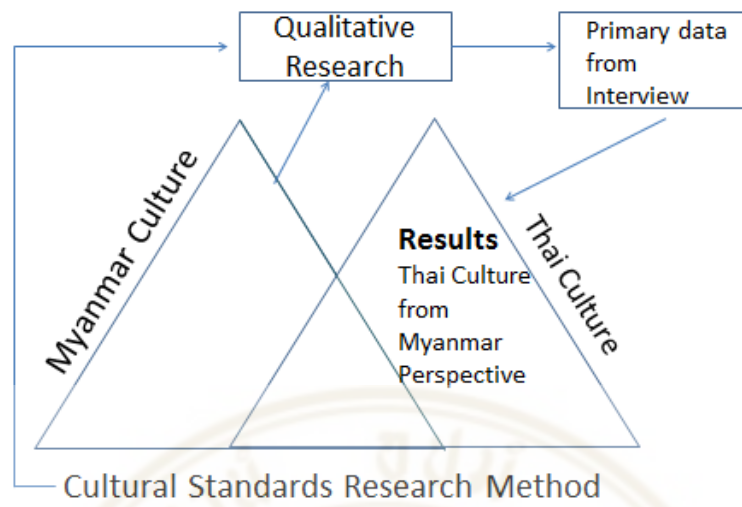 Qualitative
Research
Primary data
from
Interview
Myanmar Culture
Results
Thai Culture
from
Myanmar
Perspective
Thai Culture
Cultural Standards Research Method